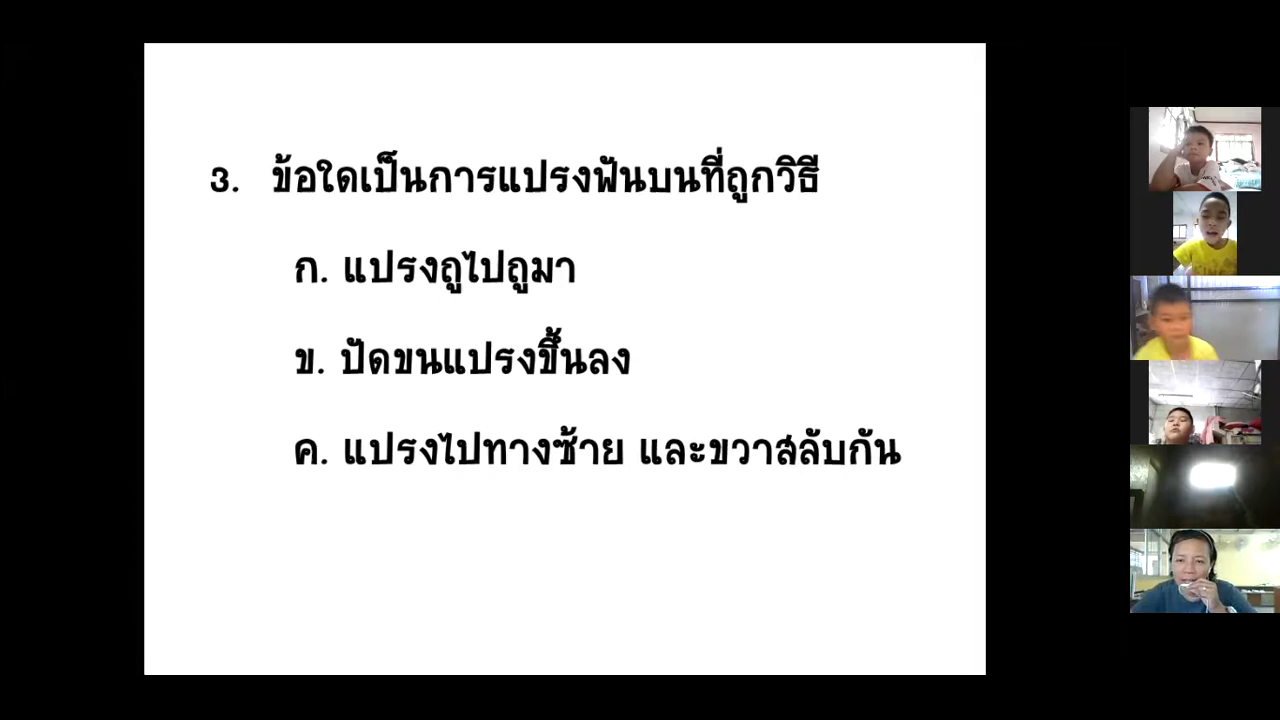 3. ข้อใดเป็นการแปรงฟันบนที่ถูกวิธี
ก. แปรงถูไปถูมา
ข. ปัดขนแปรงขึ้นลง
ค. แปรงไปทางซ้าย และขวาสลับกัน